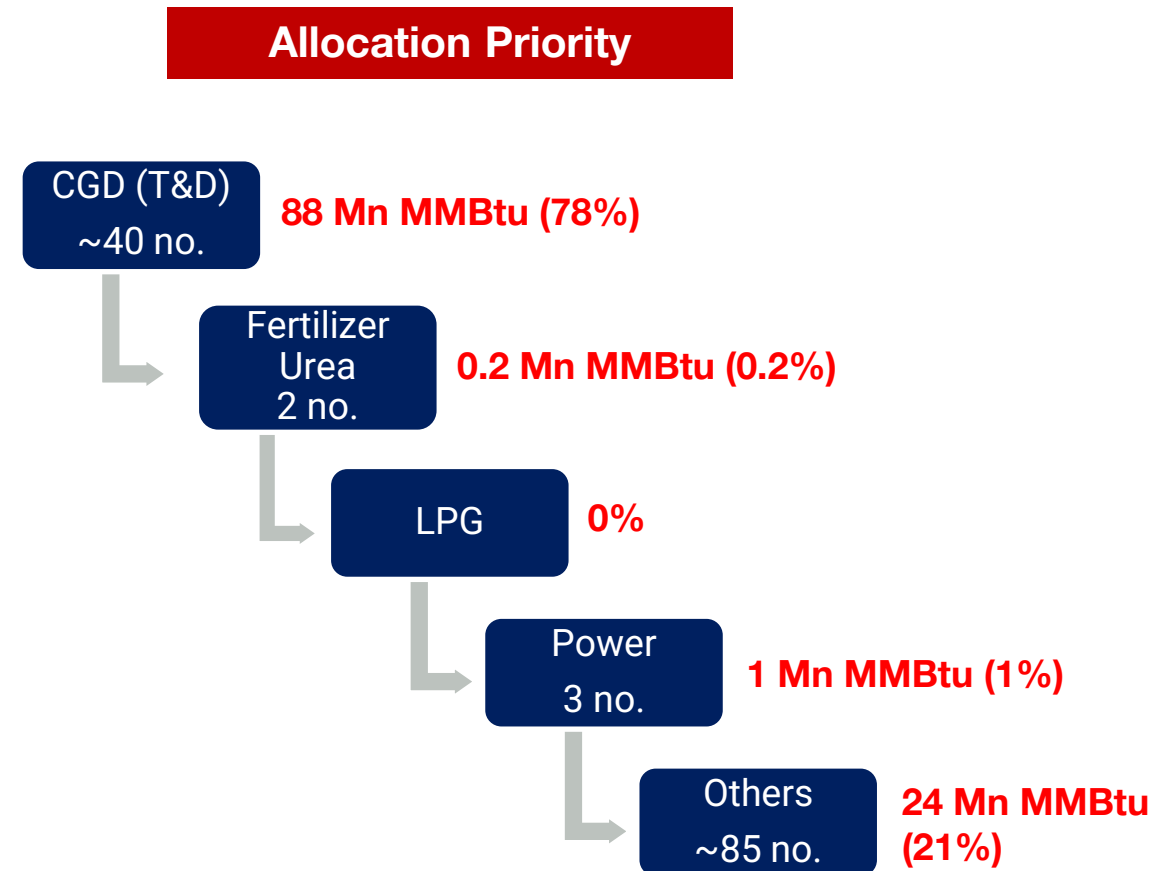 Allocation Priority
CGD (T&D)
~40 no.
88 Mn MMBtu (78%)
Fertilizer
Urea
2 no.
0.2 Mn MMBtu (0.2%)
LPG
0%
Power
3 no.
1 Mn MMBtu (1%)
Others
~85 no.
24 Mn MMBtu
(21%)